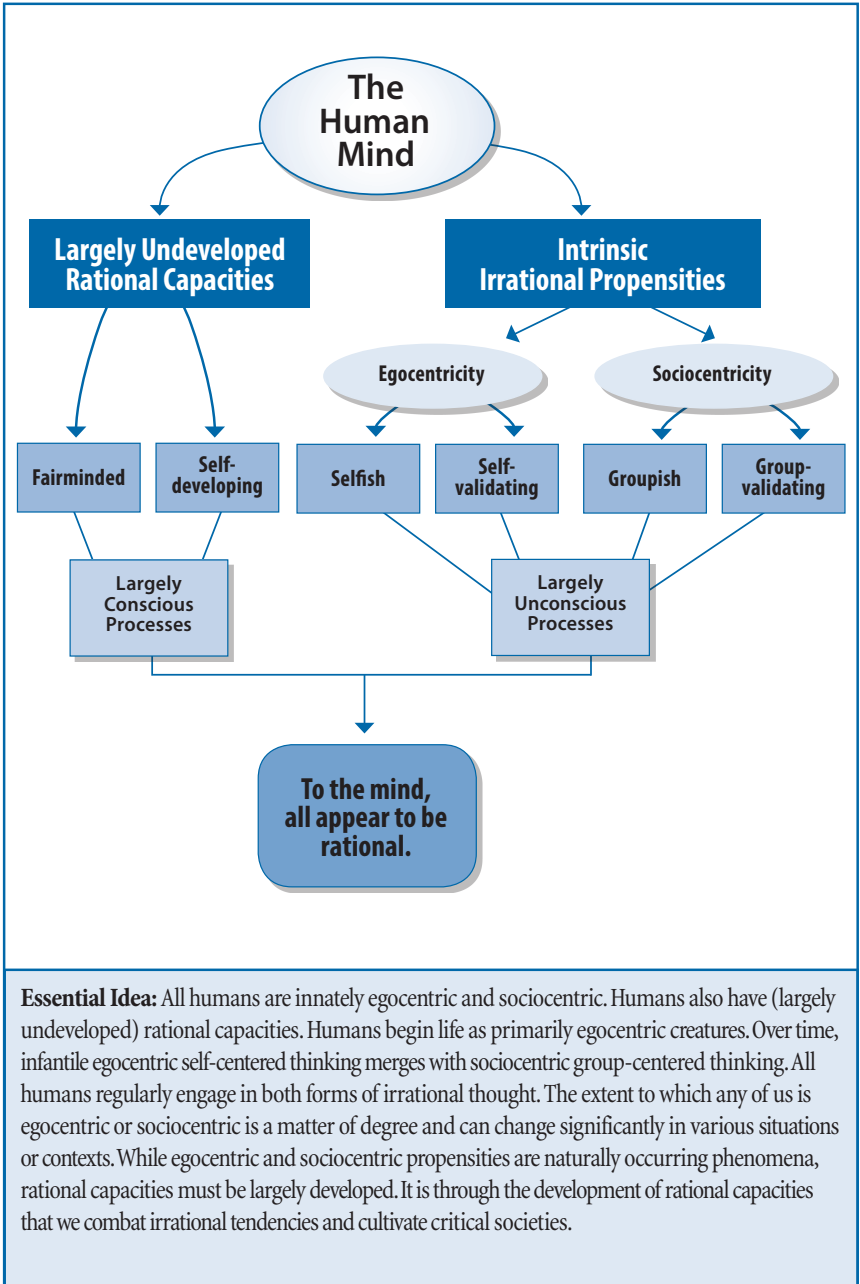 The
Human
Mind
Largely Undeveloped
Rational Capacities
Intrinsic
Irrational Propensities
Egocentricity
Sociocentricity
Fairminded
Self-
developing
Selfish
Self-
validating
Groupish
Group-
validating
Largely
Conscious
Processes
Largely
Unconscious
Processes
To the mind,
all appear to be
rational.
Essential Idea: All humans are innately egocentric and sociocentric. Humans also have (largely
undeveloped) rational capacities. Humans begin life as primarily egocentric creatures. Over time,
infantile egocentric self-centered thinking merges with sociocentric group-centered thinking. All
humans regularly engage in both forms of irrational thought. The extent to which any of us is
egocentric or sociocentric is a matter of degree and can change significantly in various situations
or contexts. While egocentric and sociocentric propensities are naturally occurring phenomena,
rational capacities must be largely developed. It is through the development of rational capacities
that we combat irrational tendencies and cultivate critical societies.